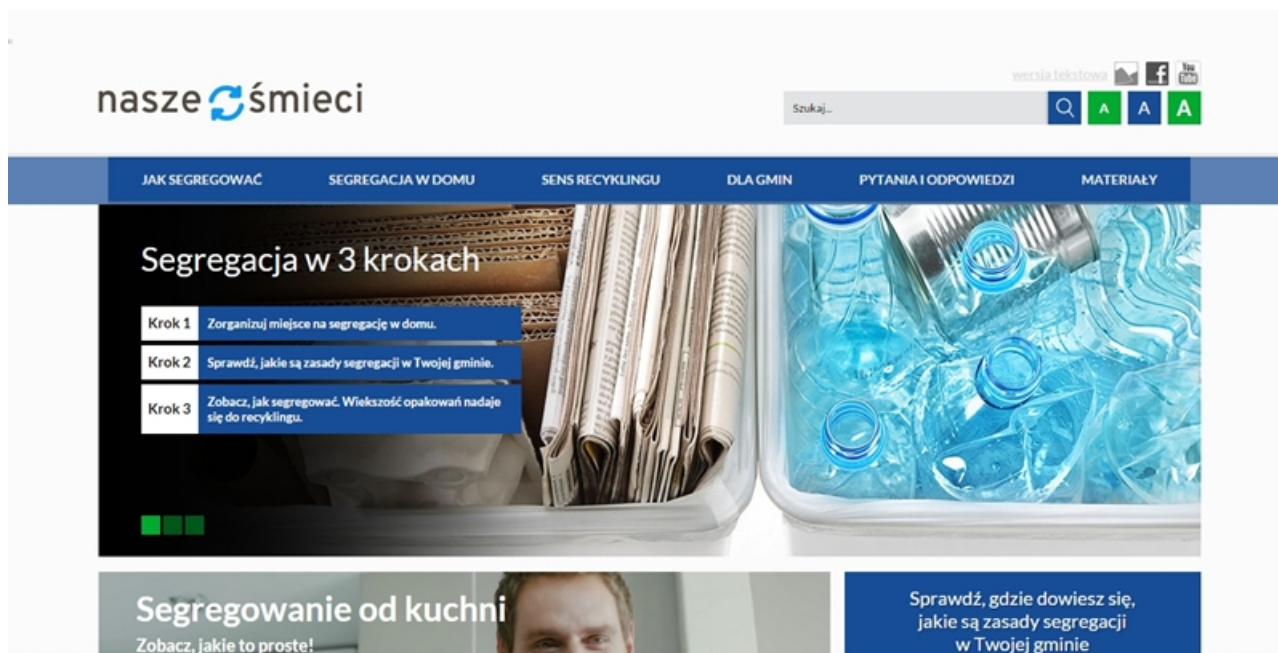 wersja tekstowa
You
Tube
nasze śmieci
Szukaj...
A A A
JAK SEGREGOWAĆ SEGREGACJA W DOMU SENS RECYKLINGU DLA GMIN PYTANIA I ODPOWIEDZI MATERIAŁY
Segregacja w 3 krokach
Krok 1 Zorganizuj miejsce na segregację w domu.
Krok 2 Sprawdź, jakie są zasady segregacji w Twojej gminie.
Krok 3 Zobacz, jak segregować. Wiekszość opakowań nadaje
się do recyklingu.
Segregowanie od kuchni
Zobacz, jakie to proste!
Sprawdź, gdzie dowiesz się,
jakie są zasady segregacji
w Twojej gminie